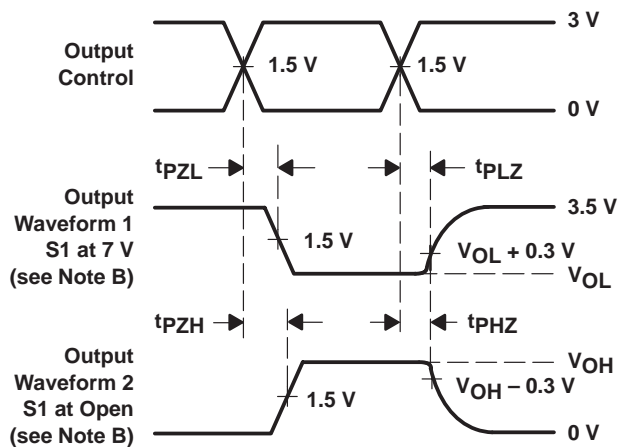 3 V
Output
Control
1.5 V
1.5 V
0 V
tPZL
tPLZ
Output
Waveform 1
S1 at 7 V
(see Note B)
3.5 V
1.5 V
VOL + 0.3 V
VOL
tPZH
tPHZ
Output
Waveform 2
S1 at Open
(see Note B)
VOH
1.5 V
VOH – 0.3 V
0 V